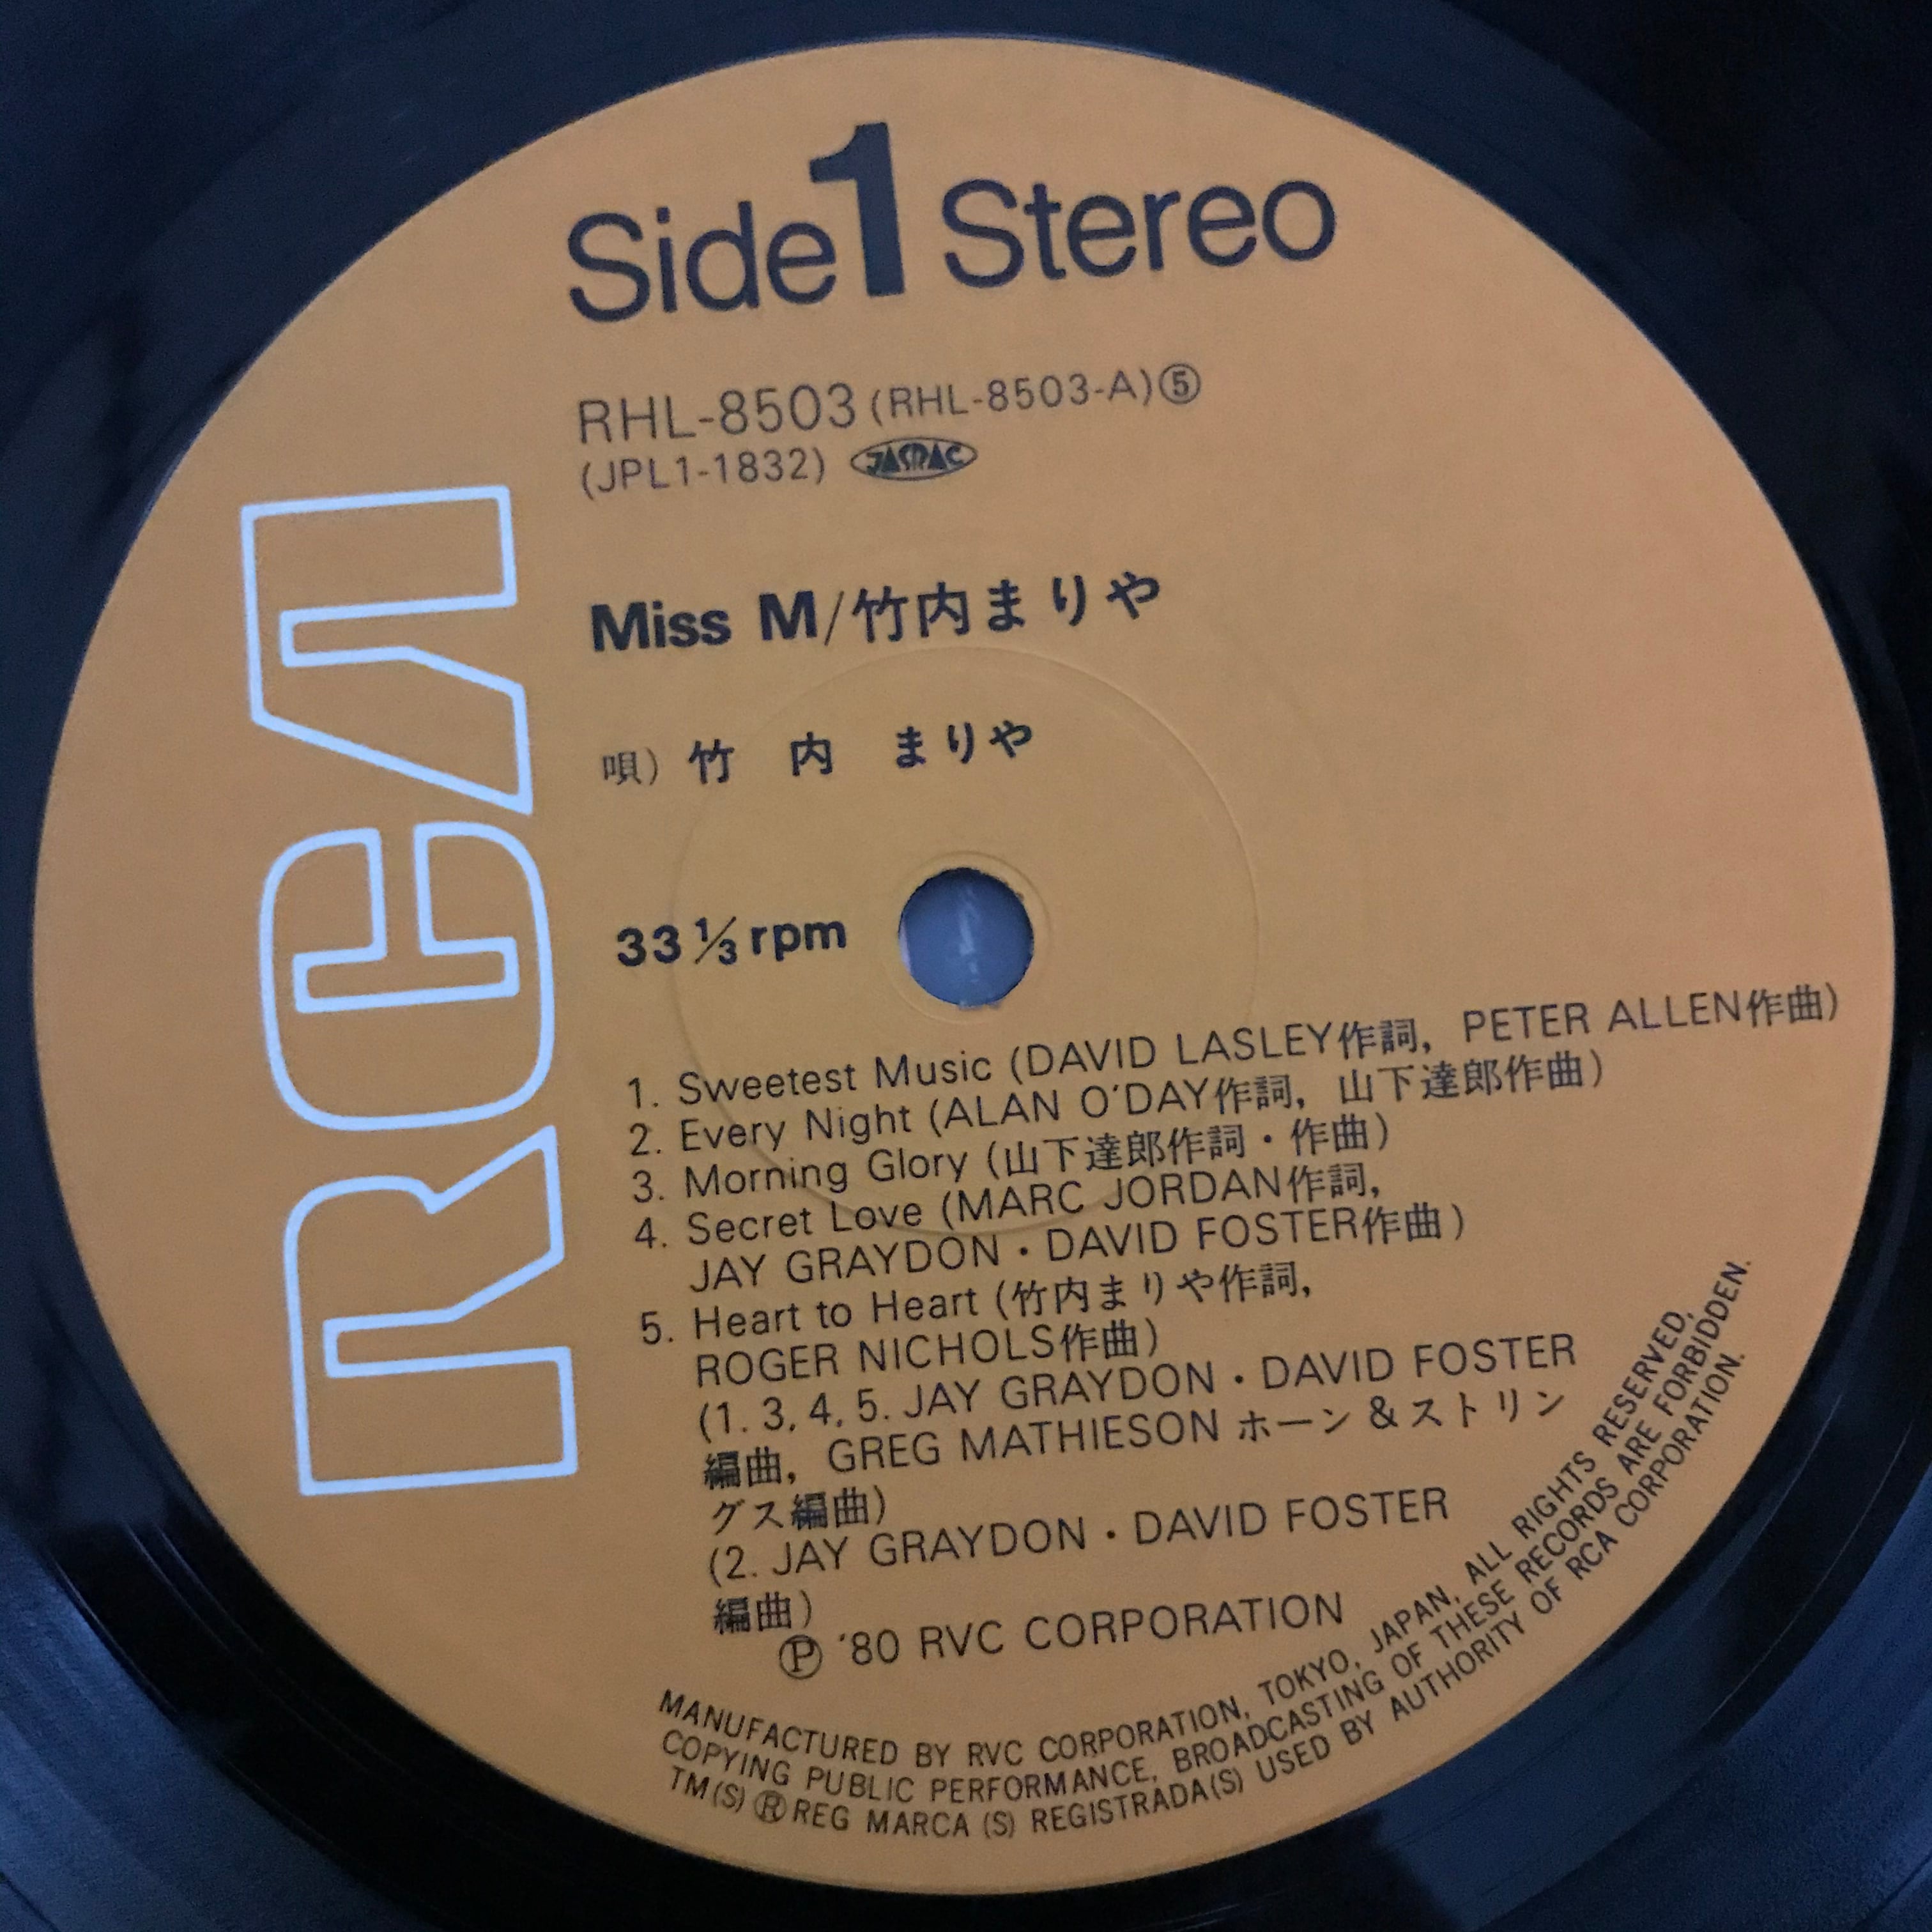 Side 1 Stereo
RHL-8503 (RHL-8503-A)⑤
(JPL1-1832) JASRAC
RCA
Miss M/竹内まりや
唄) 竹 内 まりや
33 1/3 rpm
1. Sweetest Music (DAVID LASLEY作詞, PETER ALLEN作曲)
2. Every Night (ALAN O'DAY作詞, 山下達郎作曲)
3. Morning Glory (山下達郎作詞・作曲)
4. Secret Love (MARC JORDAN作詞,
JAY GRAYDON・DAVID FOSTER作曲)
5. Heart to Heart (竹内まりや作詞,
ROGER NICHOLS作曲)
(1. 3, 4, 5. JAY GRAYDON・DAVID FOSTER
編曲, GREG MATHIESON ホーン&ストリン
グス編曲)
(2. JAY GRAYDON・DAVID FOSTER
編曲)
Ⓟ '80 RVC CORPORATION
MANUFACTURED BY RVC CORPORATION, TOKYO, JAPAN, ALL RIGHTS RESERVED,
COPYING PUBLIC PERFORMANCE, BROADCASTING OF THESE RECORDS ARE FORBIDDEN.
TM(S) ® REG MARCA (S) REGISTRADA(S) USED BY AUTHORITY OF RCA CORPORATION.